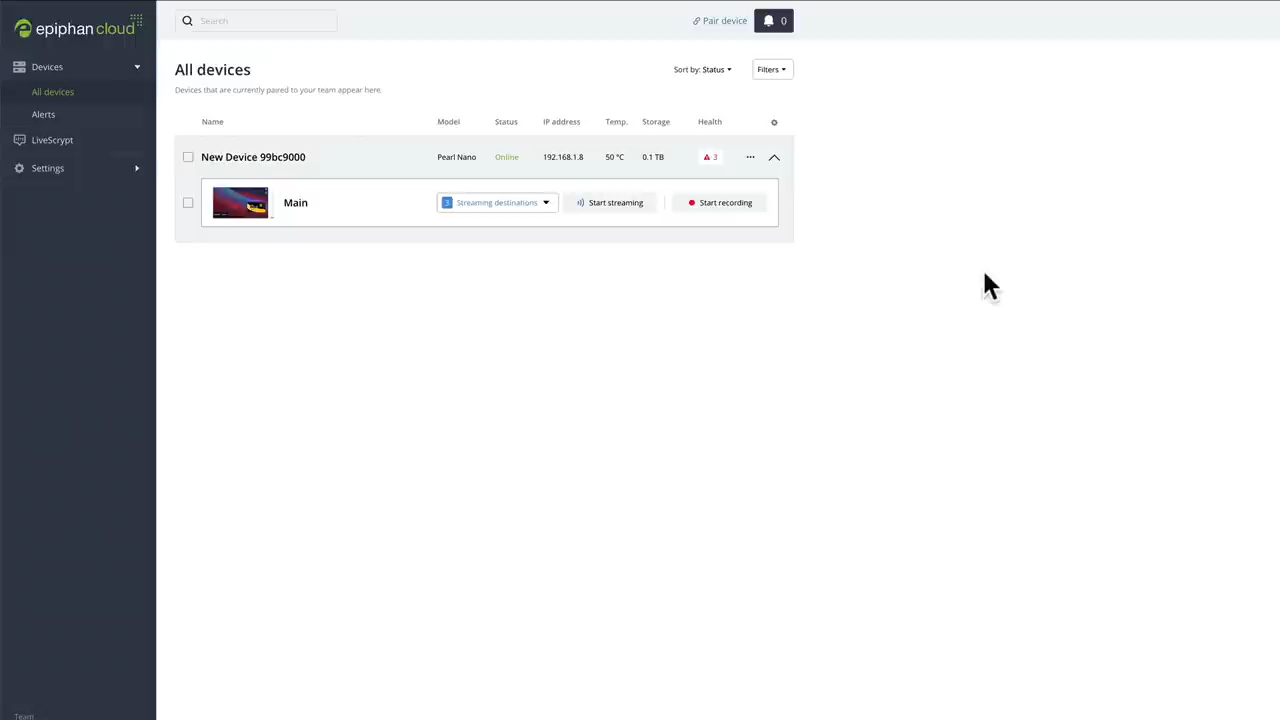 epiphan cloud
Search
Pair device
0
Devices
All devices
Alerts
LiveScrypt
Settings
Team
All devices
Sort by: Status
Filters
Devices that are currently paired to your team appear here.
Name Model Status IP address Temp. Storage Health
New Device 99bc9000 Pearl Nano Online 192.168.1.8 50 °C 0.1 TB 3
Main 3 Streaming destinations Start streaming Start recording